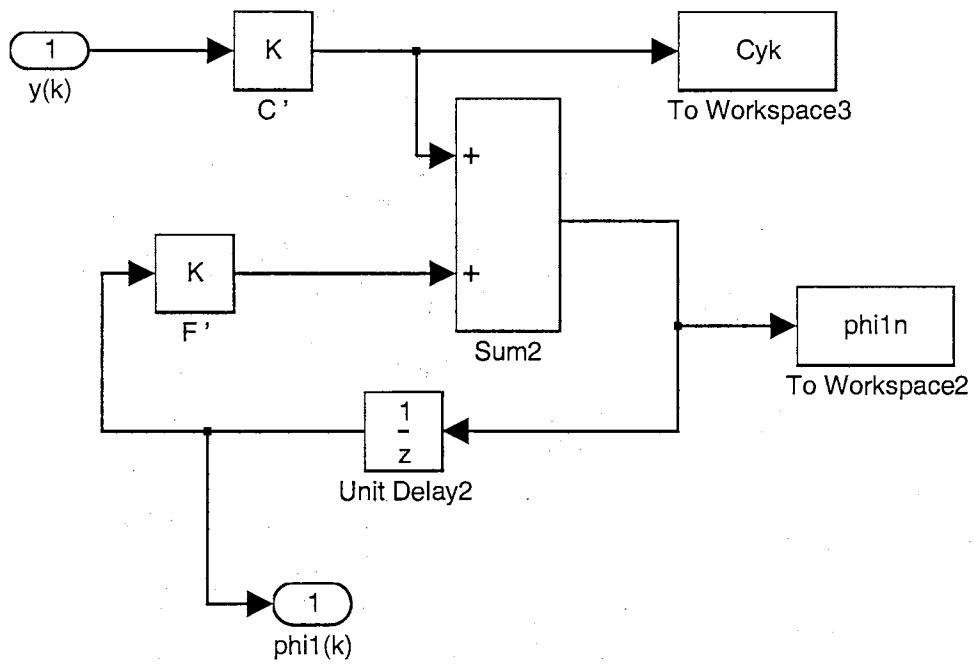 1
y(k)
K
C '
Cyk
To Workspace3
+
K
F '
+
Sum2
phi1n
To Workspace2
1
z
Unit Delay2
1
phi1(k)